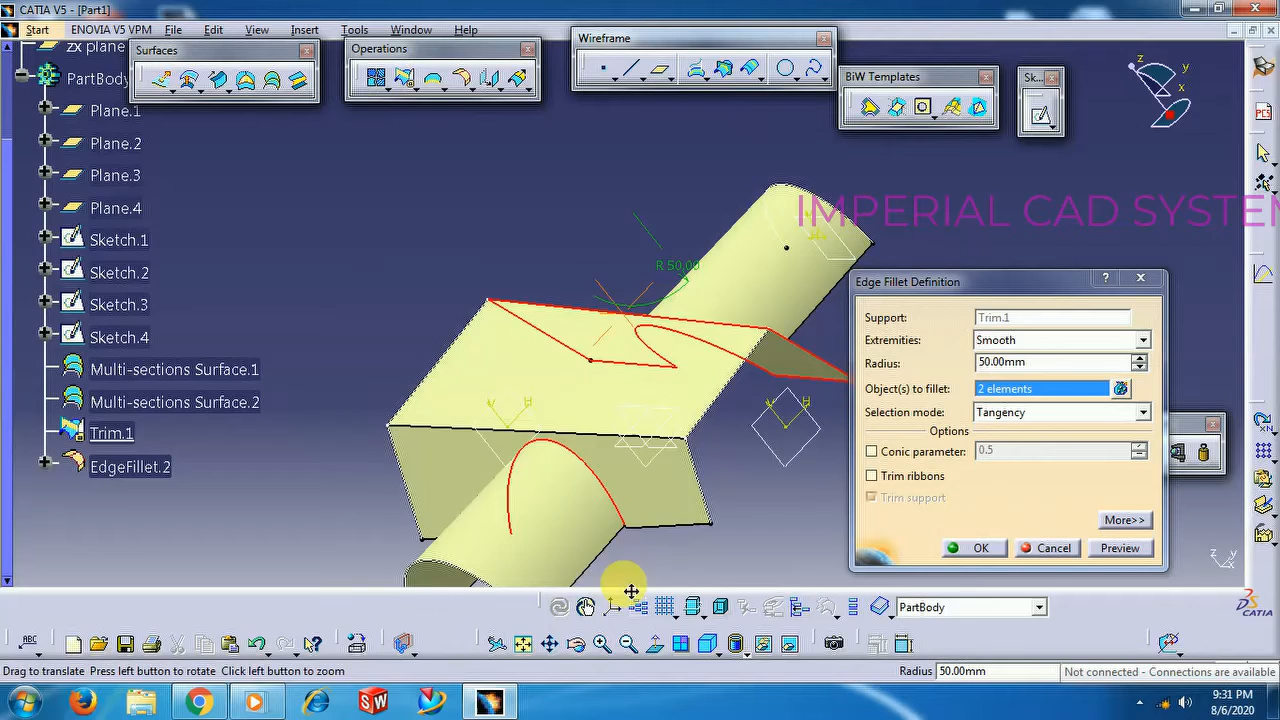 CATIA V5 - [Part1]
Start ENOVIA V5 VPM File Edit View Insert Tools Window Help
Surfaces
Operations
Wireframe
BiW Templates
Sk...
zx plane
PartBody
Plane.1
Plane.2
Plane.3
Plane.4
Sketch.1
Sketch.2
Sketch.3
Sketch.4
Multi-sections Surface.1
Multi-sections Surface.2
Trim.1
EdgeFillet.2
z
y
x
PCS
IMPERIAL CAD SYSTEM
R 50.00
V H
V H
Edge Fillet Definition
Support: Trim.1
Extremities: Smooth
Radius: 50.00mm
Object(s) to fillet: 2 elements
Selection mode: Tangency
Options
Conic parameter: 0.5
Trim ribbons
Trim support
More>>
OK Cancel Preview
z y
x
PartBody
DS CATIA
ABC
Drag to translate Press left button to rotate Click left button to zoom
Radius 50.00mm
Not connected - Connections are available
SW
9:31 PM
8/6/2020